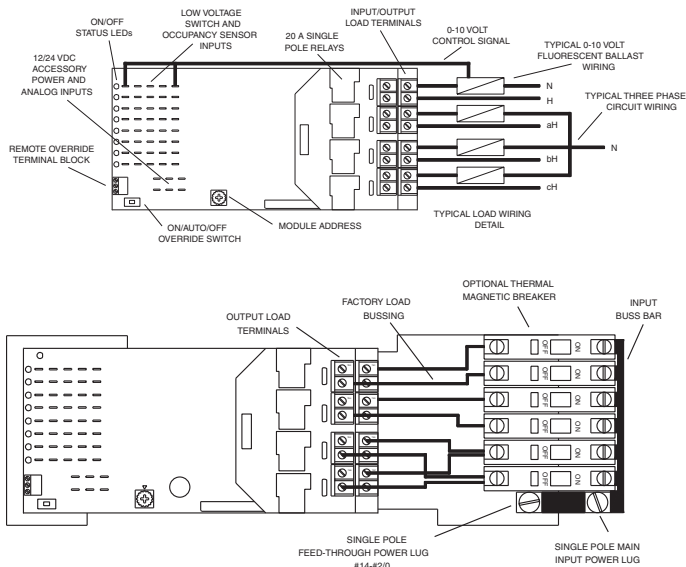 ON/OFF
STATUS LEDs
LOW VOLTAGE
SWITCH AND
OCCUPANCY SENSOR
INPUTS
20 A SINGLE
POLE RELAYS
INPUT/OUTPUT
LOAD TERMINALS
0-10 VOLT
CONTROL SIGNAL
TYPICAL 0-10 VOLT
FLUORESCENT BALLAST
WIRING
12/24 VDC
ACCESSORY
POWER AND
ANALOG INPUTS
N
H
TYPICAL THREE PHASE
CIRCUIT WIRING
aH
N
REMOTE OVERRIDE
TERMINAL BLOCK
bH
cH
ON/AUTO/OFF
OVERRIDE SWITCH
MODULE ADDRESS
TYPICAL LOAD WIRING
DETAIL
OPTIONAL THERMAL
MAGNETIC BREAKER
OUTPUT LOAD
TERMINALS
FACTORY LOAD
BUSSING
INPUT
BUSS BAR
OFF ON
OFF ON
OFF ON
OFF ON
OFF ON
OFF ON
SINGLE POLE
FEED-THROUGH POWER LUG
#14-#2/0
SINGLE POLE MAIN
INPUT POWER LUG